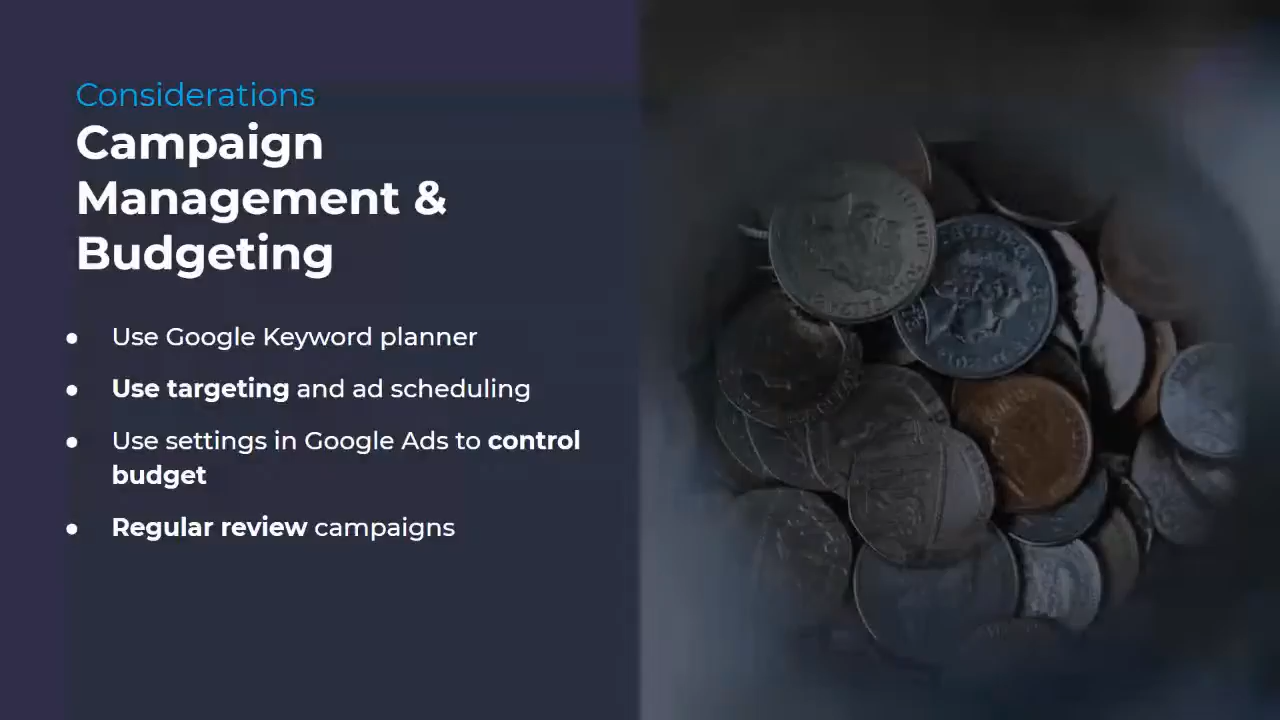 Considerations
Campaign
Management &
Budgeting
● Use Google Keyword planner
● Use targeting and ad scheduling
● Use settings in Google Ads to control
budget
● Regular review campaigns